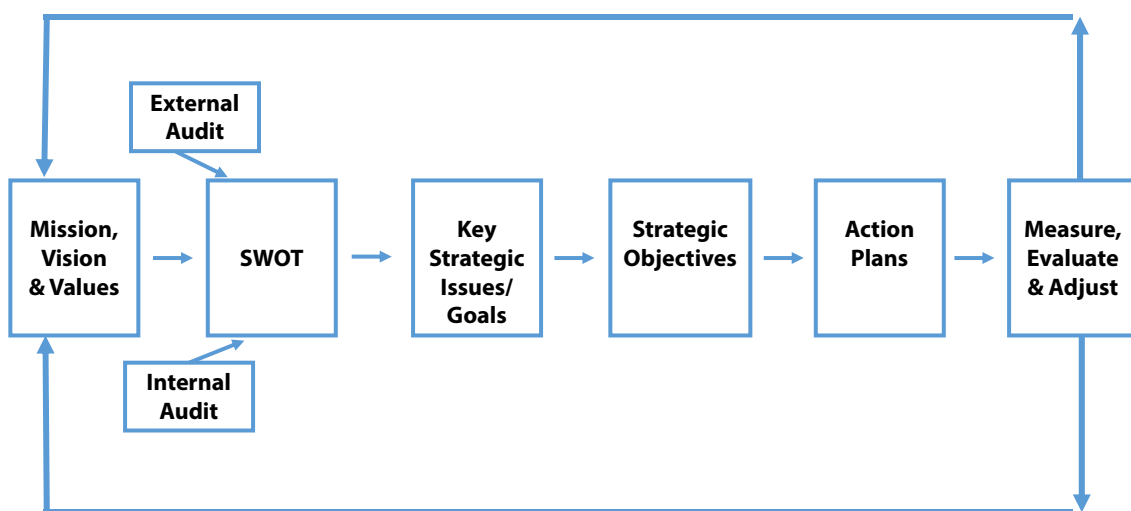 External
Audit
Mission,
Vision
& Values
SWOT
Key
Strategic
Issues/
Goals
Strategic
Objectives
Action
Plans
Measure,
Evaluate
& Adjust
Internal
Audit